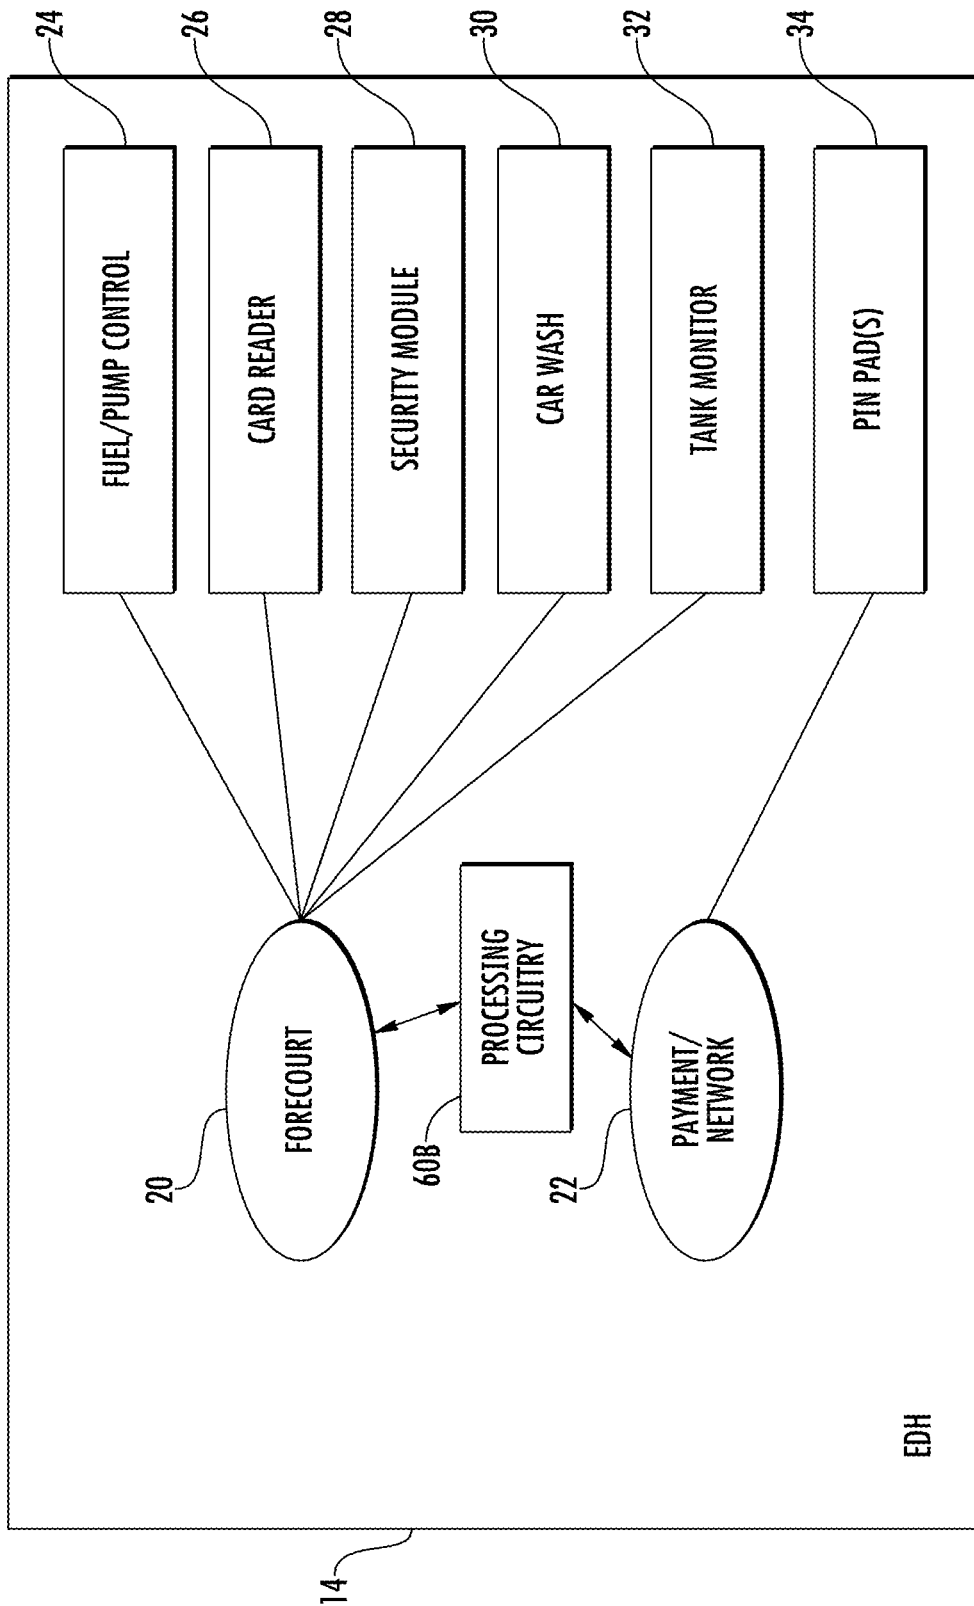 FUEL/PUMP CONTROL
24
CARD READER
26
SECURITY MODULE
28
CAR WASH
30
TANK MONITOR
32
PIN PAD(S)
34
FORECOURT
20
PROCESSING
CIRCUITRY
60B
PAYMENT/
NETWORK
22
EDH
14